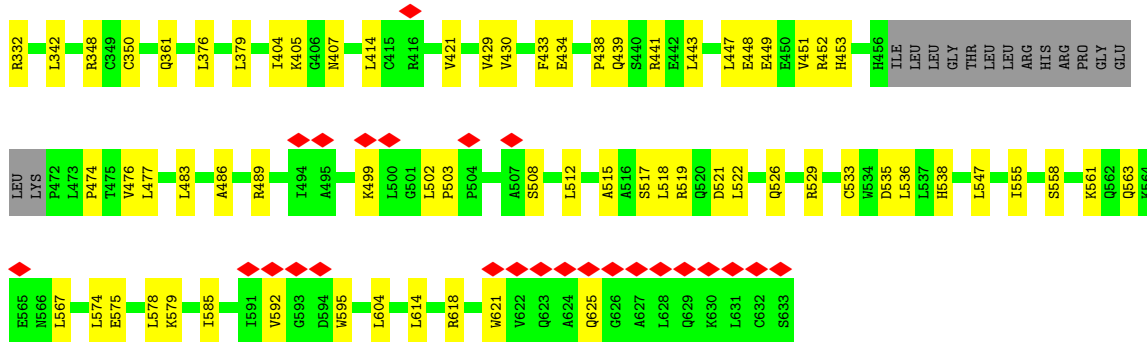 R332 L342 R348 C349 C350 Q361 L376 L379 I404 K405 G406 N407 L414 C415 R416 V421 V429 V430 F433 E434 P438 Q439 S440 R441 E442 L443 L447 E448 E449 E450 V451 R452 H453 H456 ILE LEU LEU GLY THR LEU LEU ARG HIS ARG PRO GLY GLU
LEU LYS P472 L473 P474 T475 V476 L477 L483 A486 R489 I494 A495 K499 L500 G501 L502 P503 P504 A507 S508 L512 A515 A516 S517 L518 R519 Q520 D521 L522 Q526 R529 C533 W534 D535 L536 L537 H538 L547 I555 S558 K561 Q562 Q563 K564
E565 N566 L567 L574 E575 L578 K579 I585 I591 V592 G593 D594 W595 L604 L614 R618 W621 V622 Q623 A624 Q625 G626 A627 L628 Q629 K630 L631 C632 S633